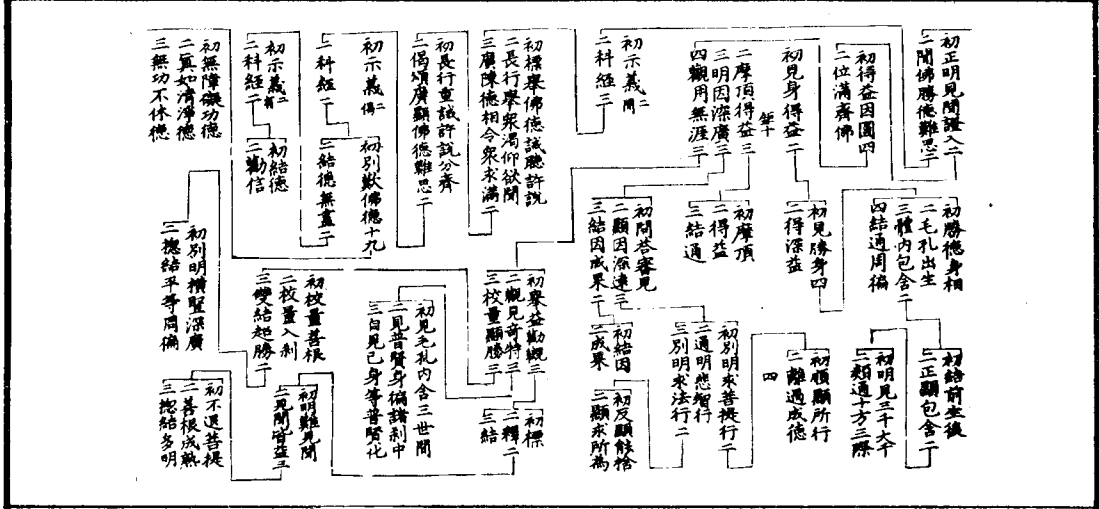 初正明見聞證入二
二聞佛勝德難思二
初得益因圓四
二位滿齊佛
初見身得益二
二摩頂得益三
三明因深廣三
四觀用無涯三
初示義二
二科經三
初標舉佛德誡聽許說
二長行舉眾渴仰欲聞
三廣陳德相令眾求滿二
初長行重誡許說分齊
二偈頌廣顯佛德難思二
初示義二
二科經二
初示義二
二科經二
初無障礙功德
二真如清淨德
三無功不休德
初勝德身相
二毛孔出生
三體內包含二
四結通周徧
初見勝身四
二得深益
初摩頂
二得益
三結通
初問答審見
二顯因深遠三
三結因成果二
初別歎佛德十九
二結德無盡二
初結德
二勸信
初結前坐後
二正顯包含二
初明見三千大千
二類通十方三際
初順顯所行
二離過成德
四
初別明求菩提行二
二通明悲智行
三別明求法行二
初結因
二成果
初舉益勸觀三
二觀見奇特三
三校量顯勝三
初見毛孔內含三世間
二見普賢身徧諸剎中
三自見己身等普賢化
初校量善根
二校量入剎
三雙結超勝二
初別明橫豎深廣
二總結平等周徧
初反顯能捨
二顯求所為
初標
二釋二
三結
初明難見聞
二見聞皆益三
初不退菩提
二善根成熟
三總結多明